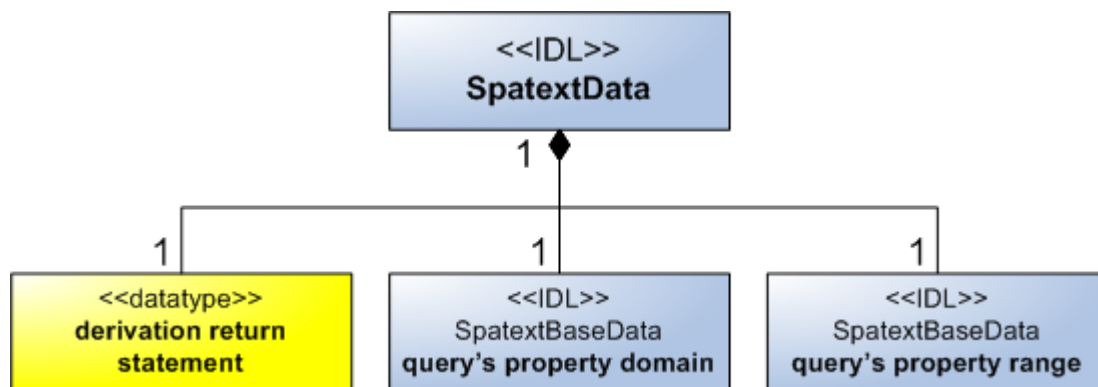 <<IDL>>
SpatextData
1
1
1
1
<<datatype>>
derivation return
statement
<<IDL>>
SpatextBaseData
query's property domain
<<IDL>>
SpatextBaseData
query's property range